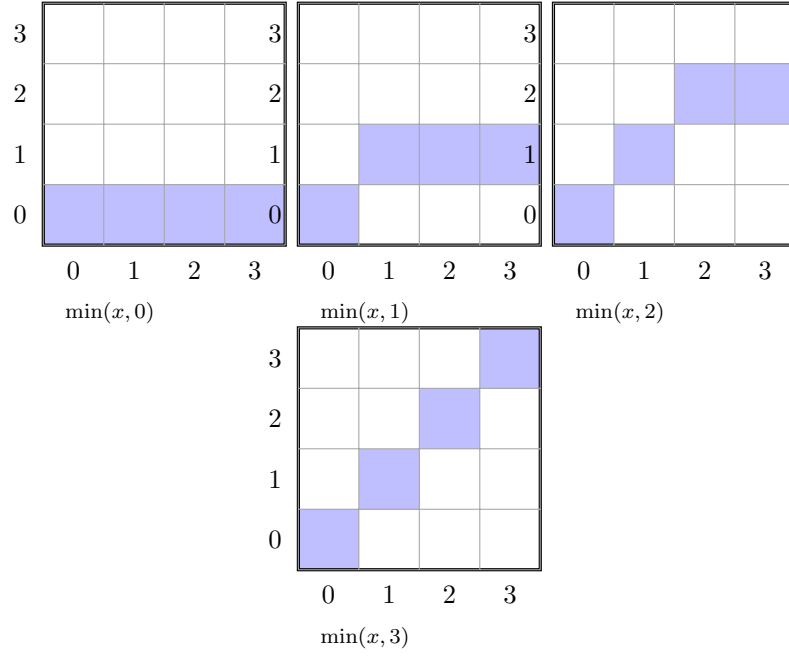 3 3 3
2 2 2
1 1 1
0 0 0
0 1 2 3 0 1 2 3 0 1 2 3
min(x, 0) min(x, 1) min(x, 2)
3
2
1
0
0 1 2 3
min(x, 3)